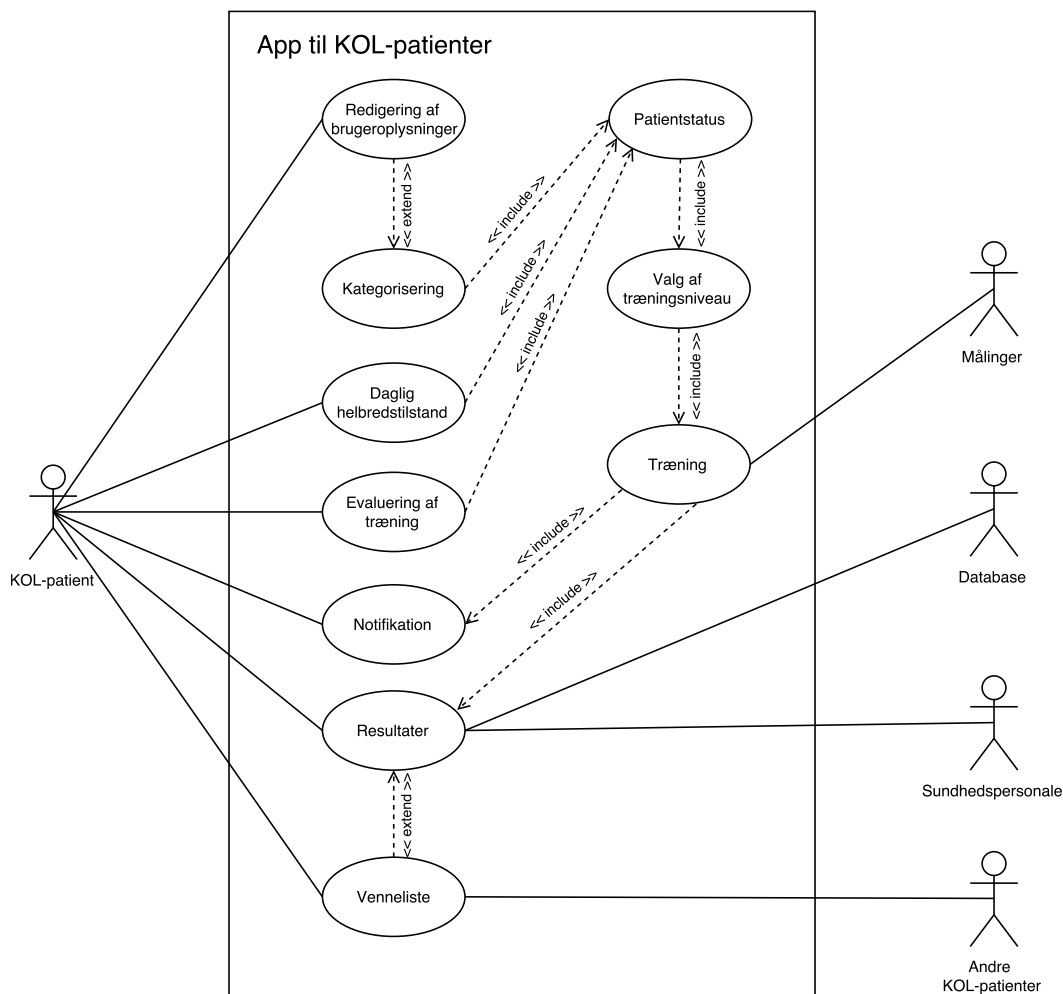 App til KOL-patienter
Redigering af
brugeroplysninger
Patientstatus
<< extend >>
<< include >>
<< include >>
<< include >>
<< include >>
Kategorisering
Valg af
træningsniveau
Målinger
<< include >>
Daglig
helbredstilstand
Træning
Evaluering af
træning
<< include >>
KOL-patient
Database
Notifikation
<< include >>
Resultater
Sundhedspersonale
<< extend >>
Venneliste
Andre
KOL-patienter